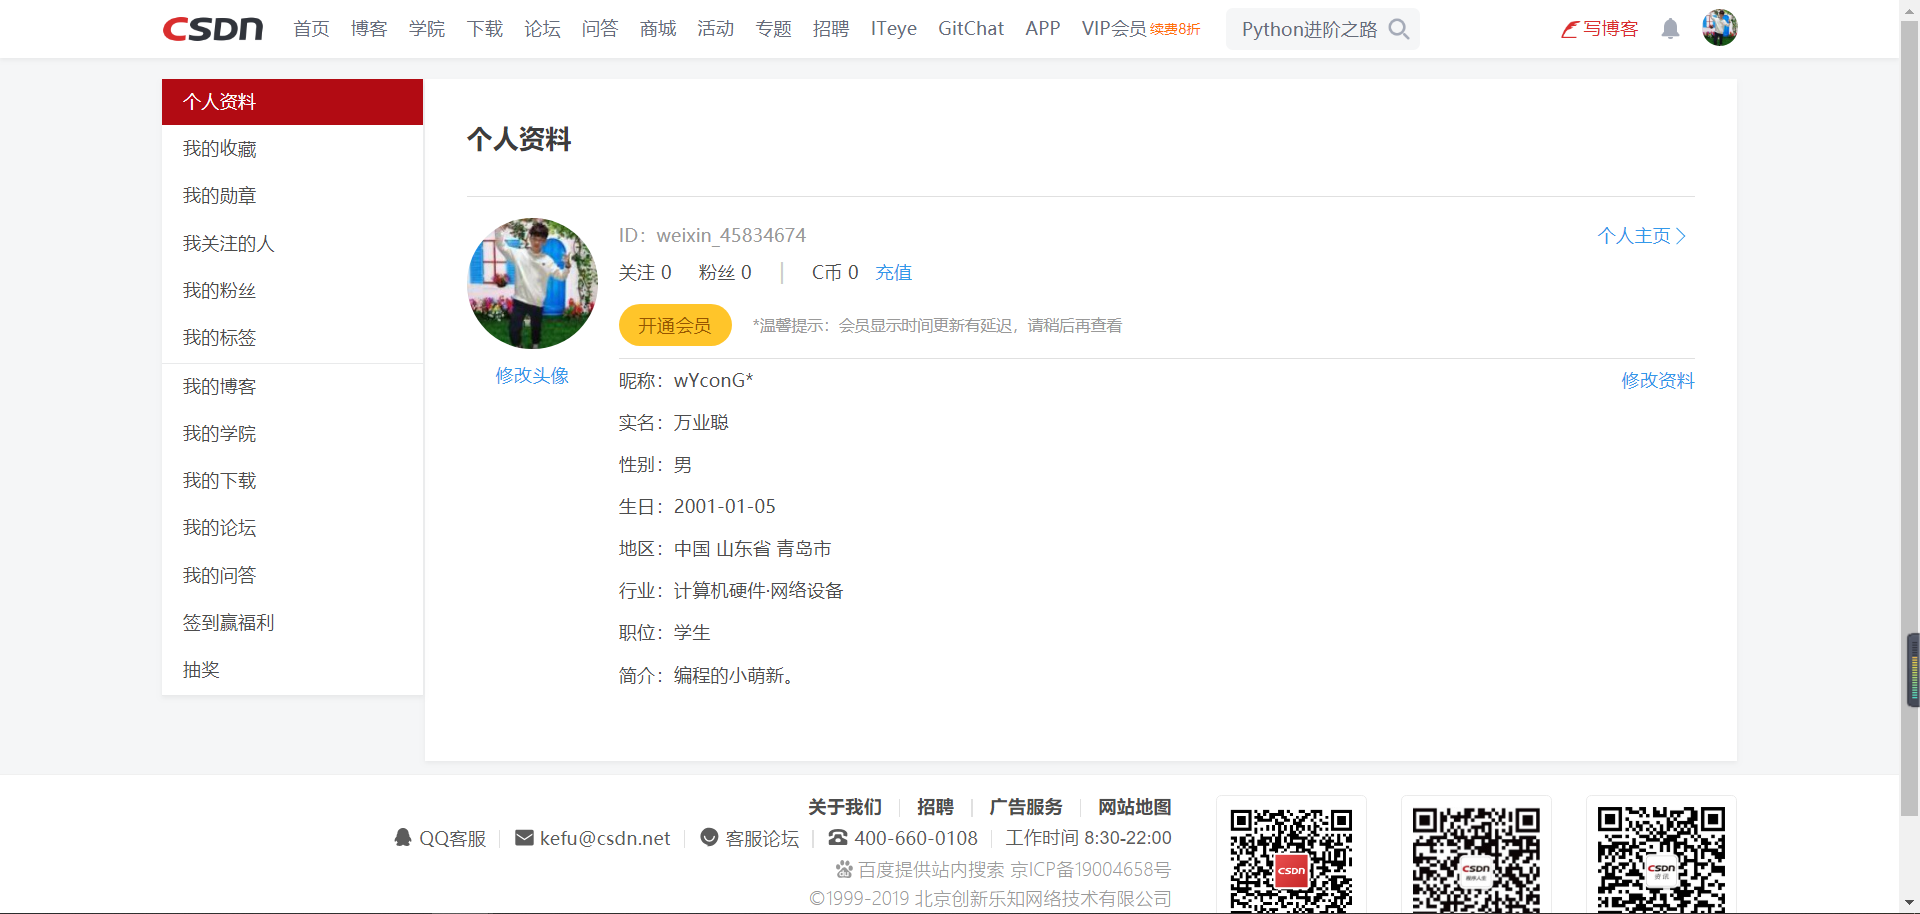 CSDN 首页 博客 学院 下载 论坛 问答 商城 活动 专题 招聘 ITeye GitChat APP VIP会员 续费8折 Python进阶之路 写博客
个人资料
我的收藏
我的勋章
我关注的人
我的粉丝
我的标签
我的博客
我的学院
我的下载
我的论坛
我的问答
签到赢福利
抽奖
个人资料
ID：weixin_45834674 个人主页
关注 0 粉丝 0 | C币 0 充值
开通会员 *温馨提示：会员显示时间更新有延迟，请稍后再查看
修改头像
昵称：wYconG* 修改资料
实名：万业聪
性别：男
生日：2001-01-05
地区：中国 山东省 青岛市
行业：计算机硬件·网络设备
职位：学生
简介：编程的小萌新。
关于我们 | 招聘 | 广告服务 | 网站地图
QQ客服 | kefu@csdn.net | 客服论坛 | 400-660-0108 | 工作时间 8:30-22:00
百度提供站内搜索 京ICP备19004658号
©1999-2019 北京创新乐知网络技术有限公司
CSDN
CSDN
程序人生
CSDN
资讯